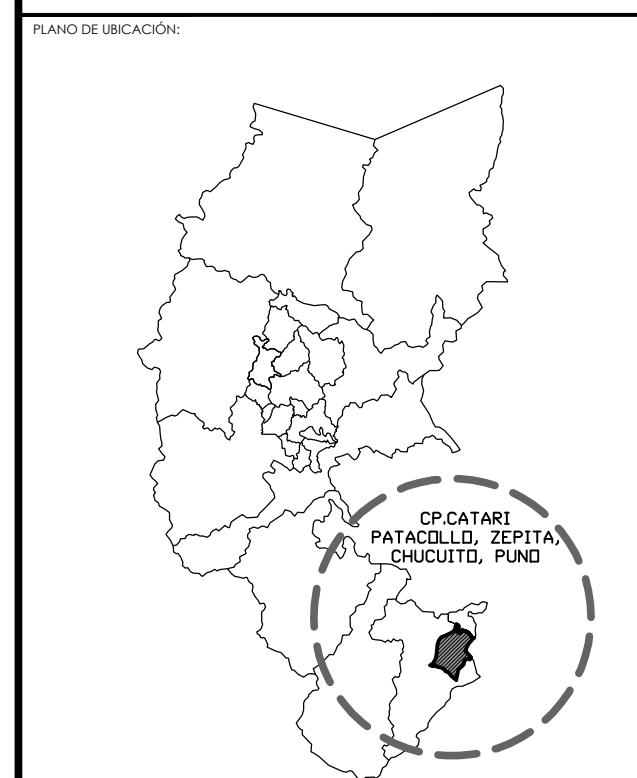 PLANO DE UBICACIÓN:
CP.CATARI
PATACOLLO, ZEPITA,
CHUCUITO, PUNO